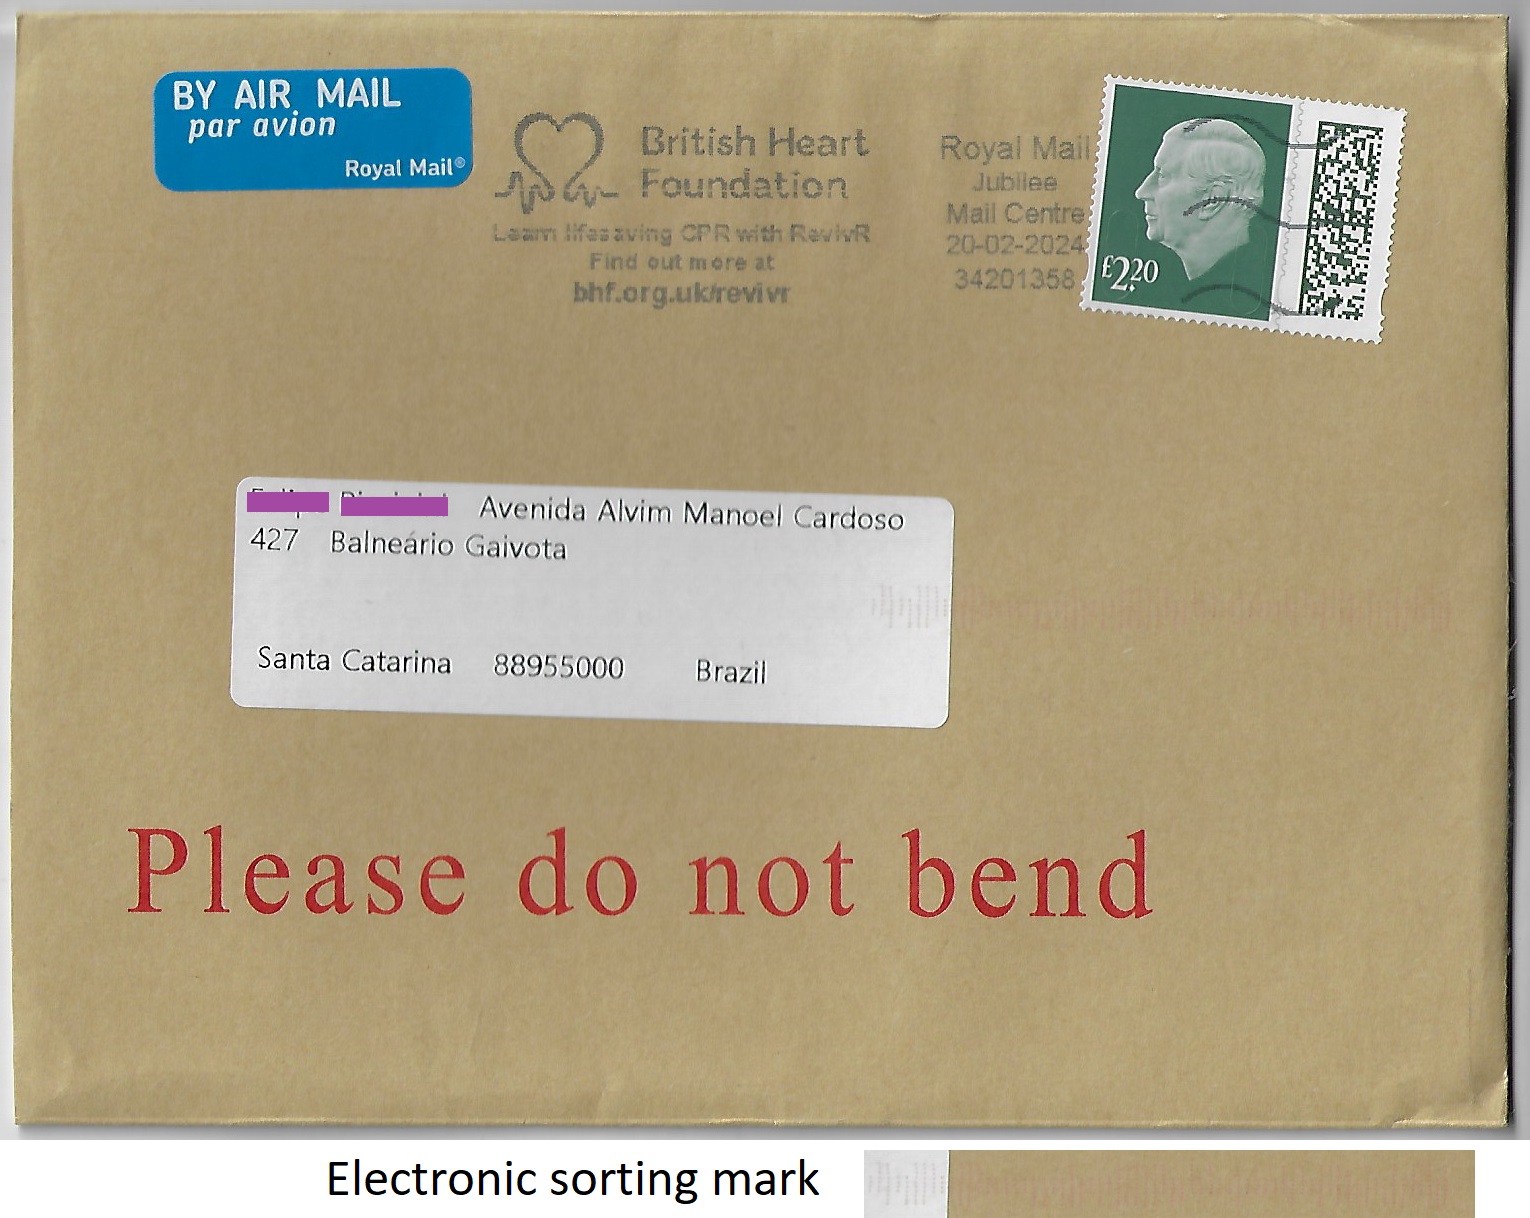 BY AIR MAIL
par avion
Royal Mail®
British Heart
Foundation
Learn lifesaving CPR with RevivR
Find out more at
bhf.org.uk/revivr
Royal Mail
Jubilee
Mail Centre
20-02-2024
34201358
£2.20
Avenida Alvim Manoel Cardoso
427 Balneário Gaivota
Santa Catarina 88955000 Brazil
Please do not bend
Electronic sorting mark